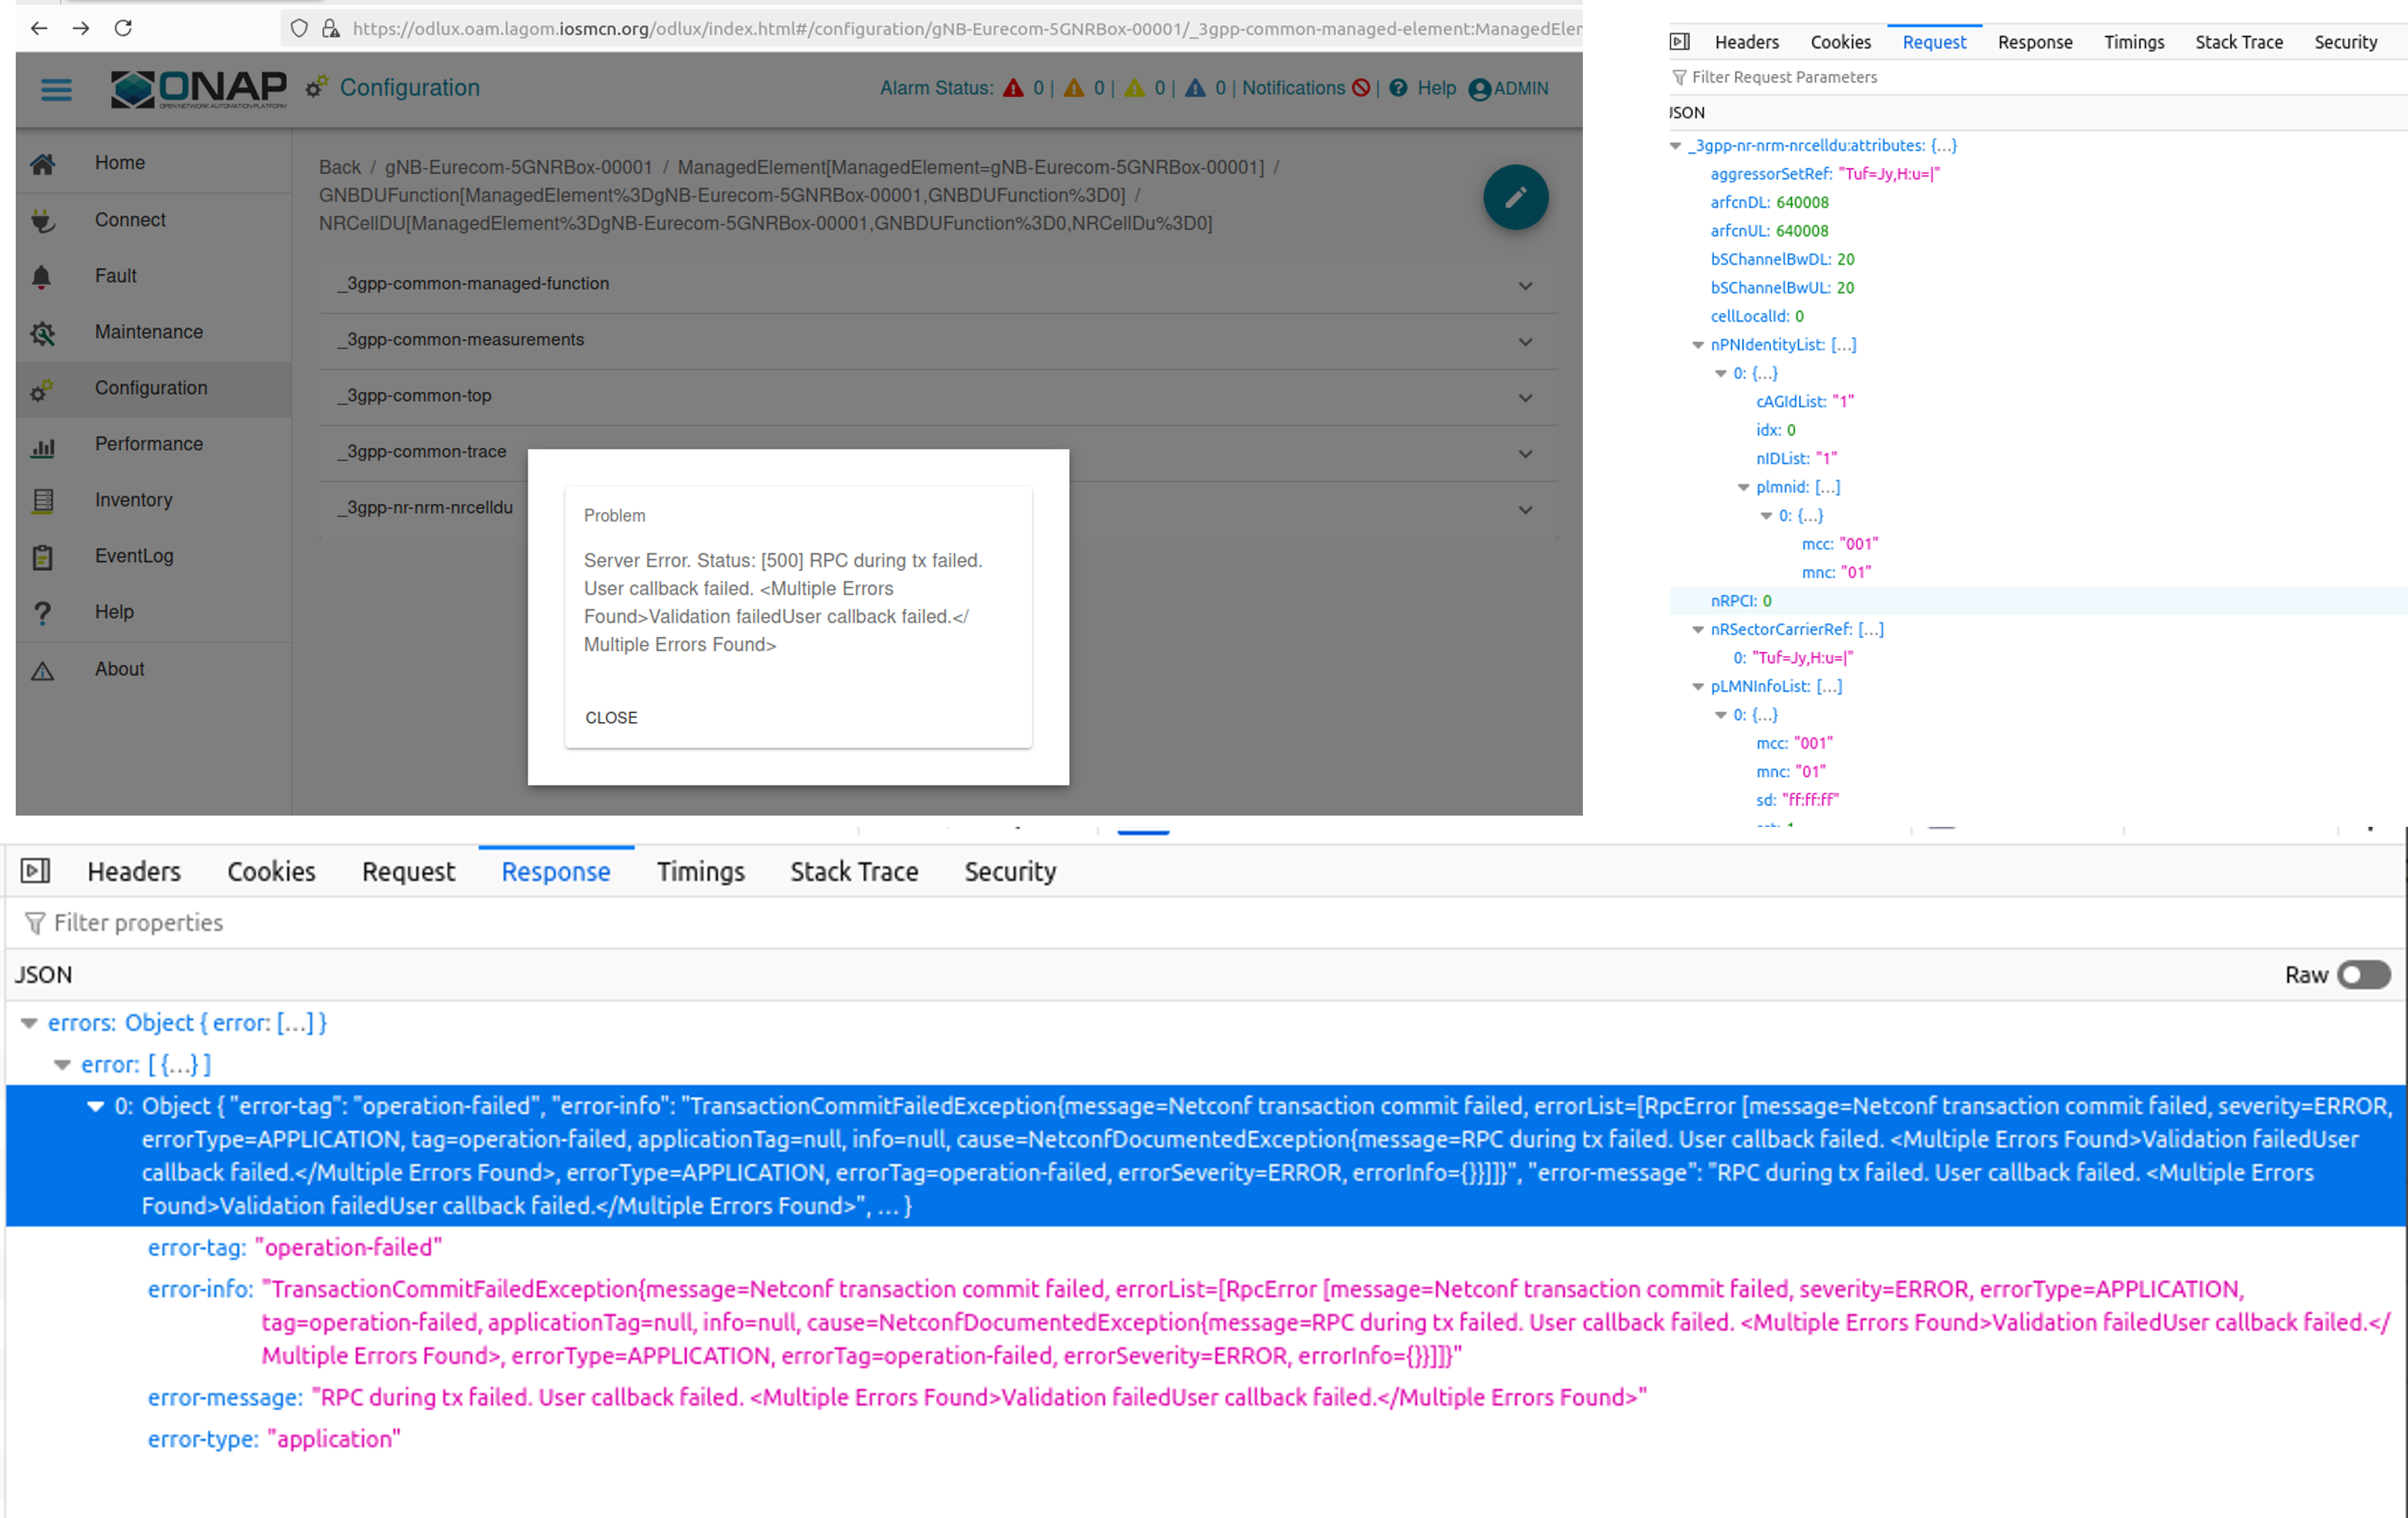 https://odlux.oam.lagom.iosmcn.org/odlux/index.html#/configuration/gNB-Eurecom-5GNRBox-00001/_3gpp-common-managed-element:ManagedEler
ONAP
OPEN NETWORK AUTOMATION PLATFORM
Configuration
Alarm Status: 0 | 0 | 0 | 0 | Notifications | Help ADMIN
Home
Connect
Fault
Maintenance
Configuration
Performance
Inventory
EventLog
Help
About
Back / gNB-Eurecom-5GNRBox-00001 / ManagedElement[ManagedElement=gNB-Eurecom-5GNRBox-00001] /
GNBDUFunction[ManagedElement%3DgNB-Eurecom-5GNRBox-00001,GNBDUFunction%3D0] /
NRCellDU[ManagedElement%3DgNB-Eurecom-5GNRBox-00001,GNBDUFunction%3D0,NRCellDu%3D0]
_3gpp-common-managed-function
_3gpp-common-measurements
_3gpp-common-top
_3gpp-common-trace
_3gpp-nr-nrm-nrcelldu
Problem
Server Error. Status: [500] RPC during tx failed.
User callback failed. <Multiple Errors
Found>Validation failedUser callback failed.</
Multiple Errors Found>
CLOSE
Headers Cookies Request Response Timings Stack Trace Security
Filter Request Parameters
JSON
_3gpp-nr-nrm-nrcelldu:attributes: {…}
aggressorSetRef: "Tuf=Jy,H:u=|"
arfcnDL: 640008
arfcnUL: 640008
bSChannelBwDL: 20
bSChannelBwUL: 20
cellLocalId: 0
nPNIdentityList: […]
0: {…}
cAGIdList: "1"
idx: 0
nIDList: "1"
plmnid: […]
0: {…}
mcc: "001"
mnc: "01"
nRPCI: 0
nRSectorCarrierRef: […]
0: "Tuf=Jy,H:u=|"
pLMNInfoList: […]
0: {…}
mcc: "001"
mnc: "01"
sd: "ff:ff:ff"
Headers Cookies Request Response Timings Stack Trace Security
Filter properties
JSON
Raw
errors: Object { error: […] }
error: [ {…} ]
0: Object { "error-tag": "operation-failed", "error-info": "TransactionCommitFailedException{message=Netconf transaction commit failed, errorList=[RpcError [message=Netconf transaction commit failed, severity=ERROR,
errorType=APPLICATION, tag=operation-failed, applicationTag=null, info=null, cause=NetconfDocumentedException{message=RPC during tx failed. User callback failed. <Multiple Errors Found>Validation failedUser
callback failed.</Multiple Errors Found>, errorType=APPLICATION, errorTag=operation-failed, errorSeverity=ERROR, errorInfo={}}]]}", "error-message": "RPC during tx failed. User callback failed. <Multiple Errors
Found>Validation failedUser callback failed.</Multiple Errors Found>", … }
error-tag: "operation-failed"
error-info: "TransactionCommitFailedException{message=Netconf transaction commit failed, errorList=[RpcError [message=Netconf transaction commit failed, severity=ERROR, errorType=APPLICATION,
tag=operation-failed, applicationTag=null, info=null, cause=NetconfDocumentedException{message=RPC during tx failed. User callback failed. <Multiple Errors Found>Validation failedUser callback failed.</
Multiple Errors Found>, errorType=APPLICATION, errorTag=operation-failed, errorSeverity=ERROR, errorInfo={}}]]}"
error-message: "RPC during tx failed. User callback failed. <Multiple Errors Found>Validation failedUser callback failed.</Multiple Errors Found>"
error-type: "application"